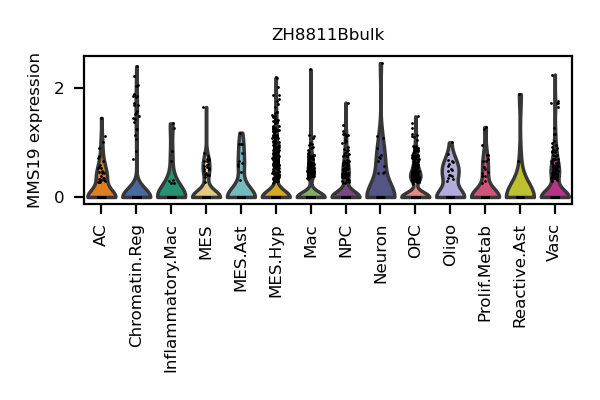 ZH8811Bbulk
MMS19 expression
2
0
AC
Chromatin.Reg
Inflammatory.Mac
MES
MES.Ast
MES.Hyp
Mac
NPC
Neuron
OPC
Oligo
Prolif.Metab
Reactive.Ast
Vasc